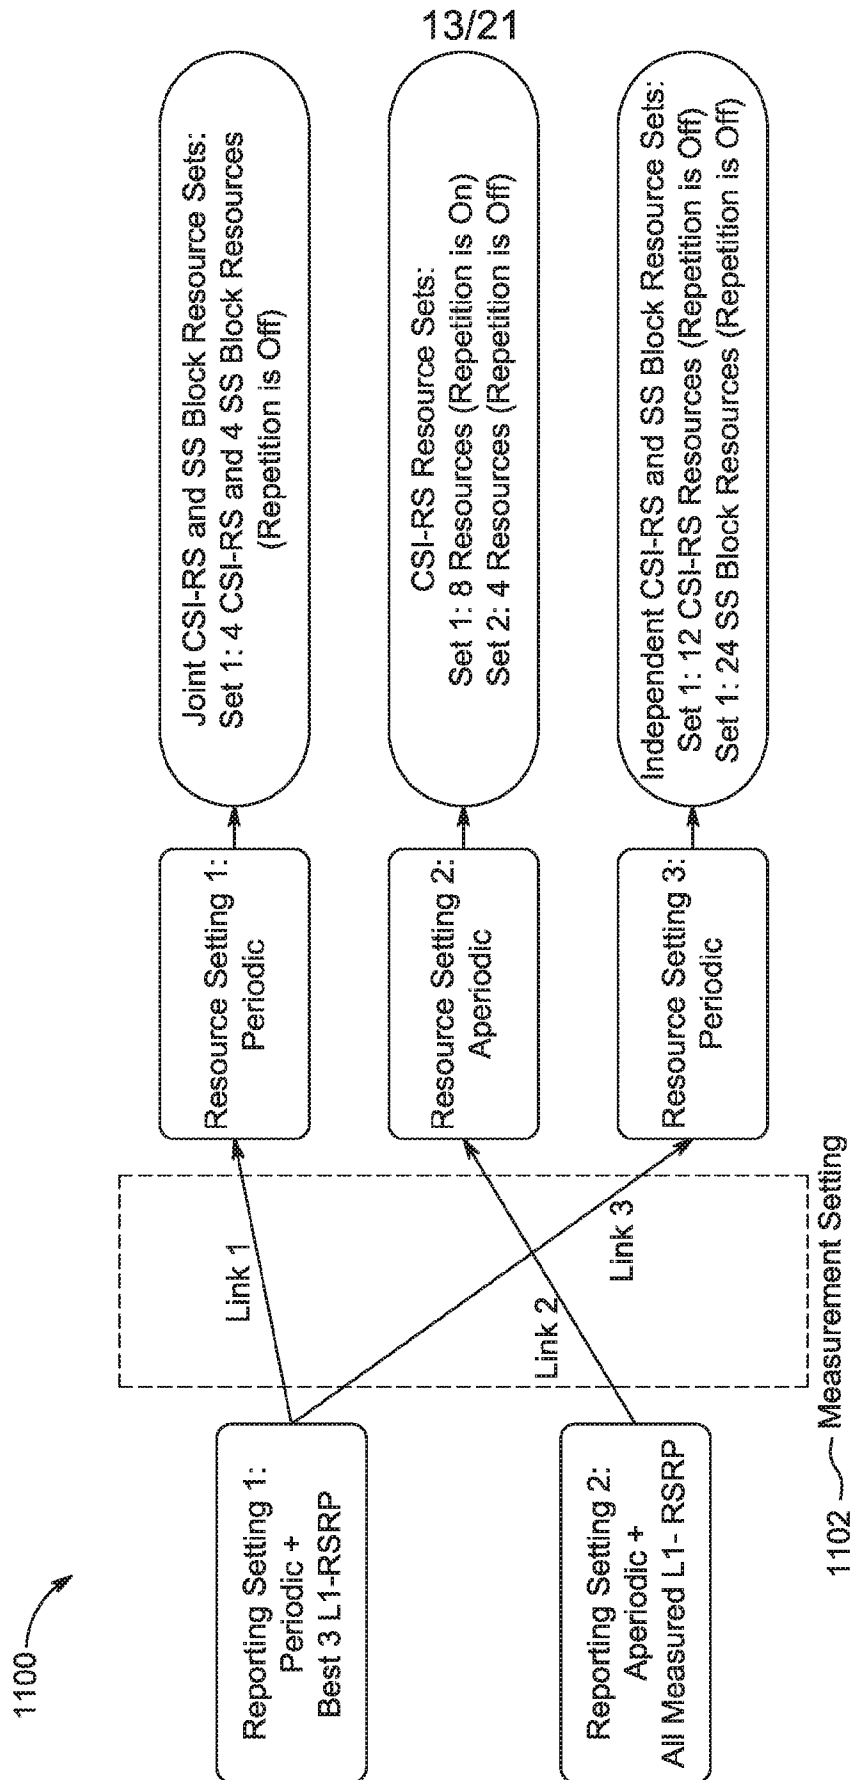 13/21
1100
Reporting Setting 1:
Periodic +
Best 3 L1-RSRP
Reporting Setting 2:
Aperiodic +
All Measured L1- RSRP
Link 1
Link 2
Link 3
1102
Measurement Setting
Resource Setting 1:
Periodic
Resource Setting 2:
Aperiodic
Resource Setting 3:
Periodic
Joint CSI-RS and SS Block Resource Sets:
Set 1: 4 CSI-RS and 4 SS Block Resources
(Repetition is Off)
CSI-RS Resource Sets:
Set 1: 8 Resources (Repetition is On)
Set 2: 4 Resources (Repetition is Off)
Independent CSI-RS and SS Block Resource Sets:
Set 1: 12 CSI-RS Resources (Repetition is Off)
Set 1: 24 SS Block Resources (Repetition is Off)